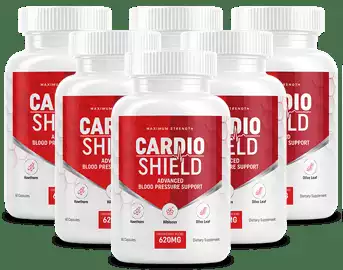 MAXIMUM STRENGTH
CARDIO
SHIELD
ADVANCED
BLOOD PRESSURE SUPPORT
Hawthorn Hibiscus Olive Leaf
60 Capsules 620MG Dietary Supplement